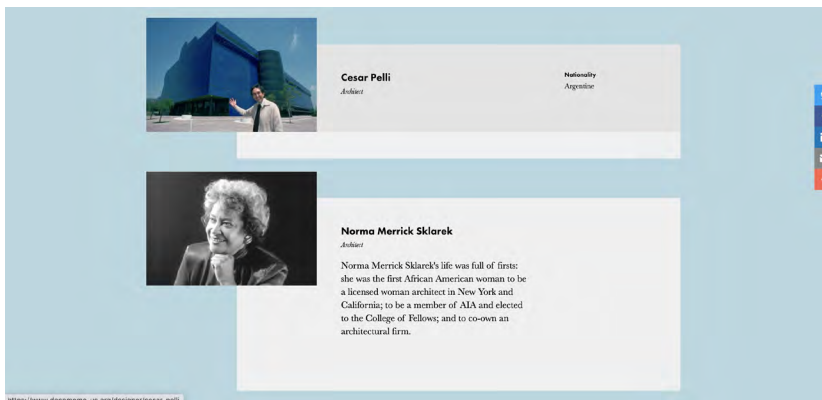 Cesar Pelli
Architect
Nationality
Argentine
Norma Merrick Sklarek
Architect
Norma Merrick Sklarek's life was full of firsts:
she was the first African American woman to be
a licensed woman architect in New York and
California; to be a member of AIA and elected
to the College of Fellows; and to co-own an
architectural firm.